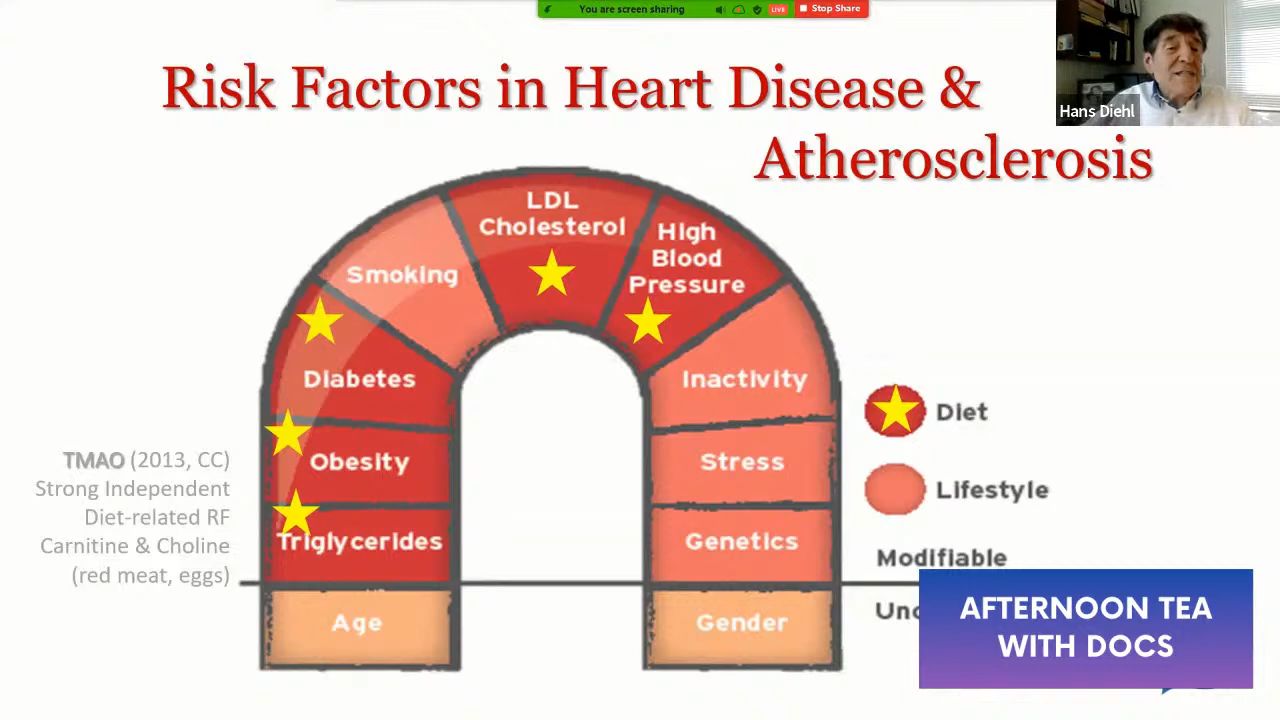 You are screen sharing
LIVE
Stop Share
Hans Diehl
Risk Factors in Heart Disease &
Atherosclerosis
LDL
Cholesterol
High
Blood
Pressure
Smoking
Diabetes
Obesity
Triglycerides
Age
Inactivity
Stress
Genetics
Gender
TMAO (2013, CC)
Strong Independent
Diet-related RF
Carnitine & Choline
(red meat, eggs)
Diet
Lifestyle
Modifiable
AFTERNOON TEA
WITH DOCS